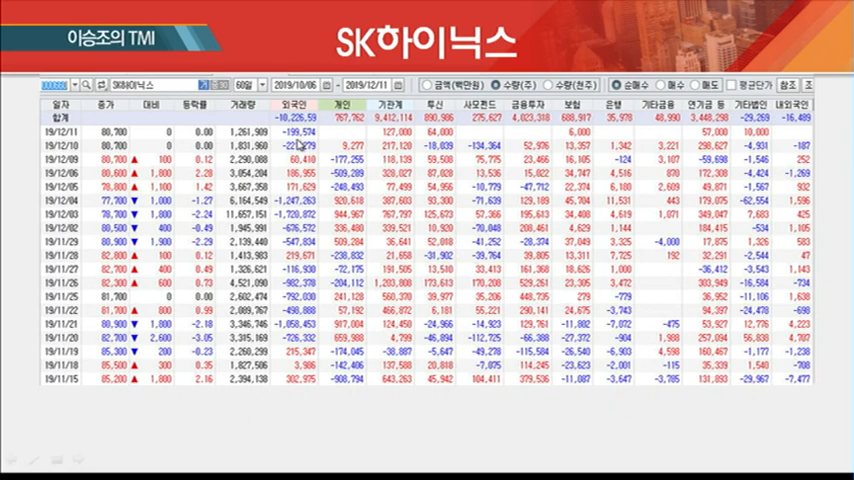 이승조의 TMI
SK하이닉스
000660 SK하이닉스 60일 2019/10/06 - 2019/12/11 금액(백만원) 수량(주) 수량(천주) 순매수 매수 매도 평균단가 참조
일자 종가 대비 등락률 거래량 외국인 개인 기관계 투신 사모펀드 금융투자 보험 은행 기타금융 연기금 등 기타법인 내외국인
합계 -10,226,59 767,762 9,412,114 890,986 275,627 4,023,318 688,917 35,978 48,990 3,448,298 -29,269 -16,489
19/12/11 80,700 0 0.00 1,261,909 -199,574 127,000 64,000 6,000 57,000 10,000
19/12/10 80,700 0 0.00 1,831,960 9,277 217,120 -18,039 -134,364 52,976 13,357 1,342 3,221 298,627 -4,931 -187
19/12/09 80,700 ▲ 100 0.12 2,290,088 60,410 -177,255 118,139 59,508 75,775 23,466 16,105 -124 3,107 -59,698 -1,546 252
19/12/06 80,600 ▲ 1,800 2.28 3,054,204 186,955 -509,289 328,027 87,028 13,536 15,022 34,747 4,516 870 172,308 -4,424 -1,269
19/12/05 78,800 ▲ 1,100 1.42 3,667,358 171,629 -248,493 77,499 54,956 -10,779 -47,712 22,374 6,180 2,609 49,871 -1,567 932
19/12/04 77,700 ▼ 1,000 -1.27 6,164,549 -1,247,263 920,618 387,603 93,300 -71,639 129,189 45,704 11,531 443 179,075 -62,554 1,596
19/12/03 78,700 ▼ 1,800 -2.24 11,657,151 -1,720,872 944,967 767,797 125,673 57,366 195,613 34,408 4,619 1,071 349,047 7,683 425
19/12/02 80,500 ▼ 400 -0.49 1,945,991 -676,572 336,480 339,521 10,920 -70,048 208,461 4,629 1,144 184,415 -534 1,105
19/11/29 80,900 ▼ 1,900 -2.29 2,139,440 -547,834 509,284 36,641 52,018 -41,252 -28,374 37,049 3,325 -4,000 17,875 1,326 583
19/11/28 82,800 ▲ 100 0.12 1,413,983 219,671 -238,832 21,658 -31,902 -39,764 39,805 13,311 7,725 192 32,291 -2,544 47
19/11/27 82,700 ▲ 400 0.49 1,326,621 -116,930 -72,175 191,505 13,510 33,413 161,368 18,626 1,000 -36,412 -3,543 1,143
19/11/26 82,300 ▲ 600 0.73 4,521,090 -982,378 -204,112 1,203,808 173,613 170,208 529,261 23,305 3,472 303,949 -16,584 -734
19/11/25 81,700 0 0.00 2,602,474 -792,030 241,128 560,370 39,977 35,206 448,735 279 -779 36,952 -11,106 1,638
19/11/22 81,700 ▲ 800 0.99 2,089,767 -498,888 57,192 466,872 6,181 55,221 290,141 24,675 -3,743 94,397 -24,478 -698
19/11/21 80,900 ▼ 1,800 -2.18 3,346,746 -1,058,453 917,004 124,450 -24,966 -14,923 129,761 -11,802 -7,072 -475 53,927 12,776 4,223
19/11/20 82,700 ▼ 2,600 -3.05 3,315,169 -726,332 659,988 4,799 -46,894 -112,725 -66,388 -27,372 -904 1,988 257,094 56,838 4,707
19/11/19 85,300 ▼ 200 -0.23 2,260,299 215,347 -174,045 -38,887 -5,647 -49,278 -115,584 -26,540 -6,903 4,598 160,467 -1,177 -1,238
19/11/18 85,500 ▲ 300 0.35 1,827,506 3,986 -142,406 137,588 20,818 -7,075 114,245 -23,623 -2,001 -115 35,339 1,540 -708
19/11/15 85,200 ▲ 1,800 2.16 2,394,138 302,975 -908,794 643,263 45,942 104,411 379,536 -11,087 -3,647 -3,785 131,893 -29,967 -7,477